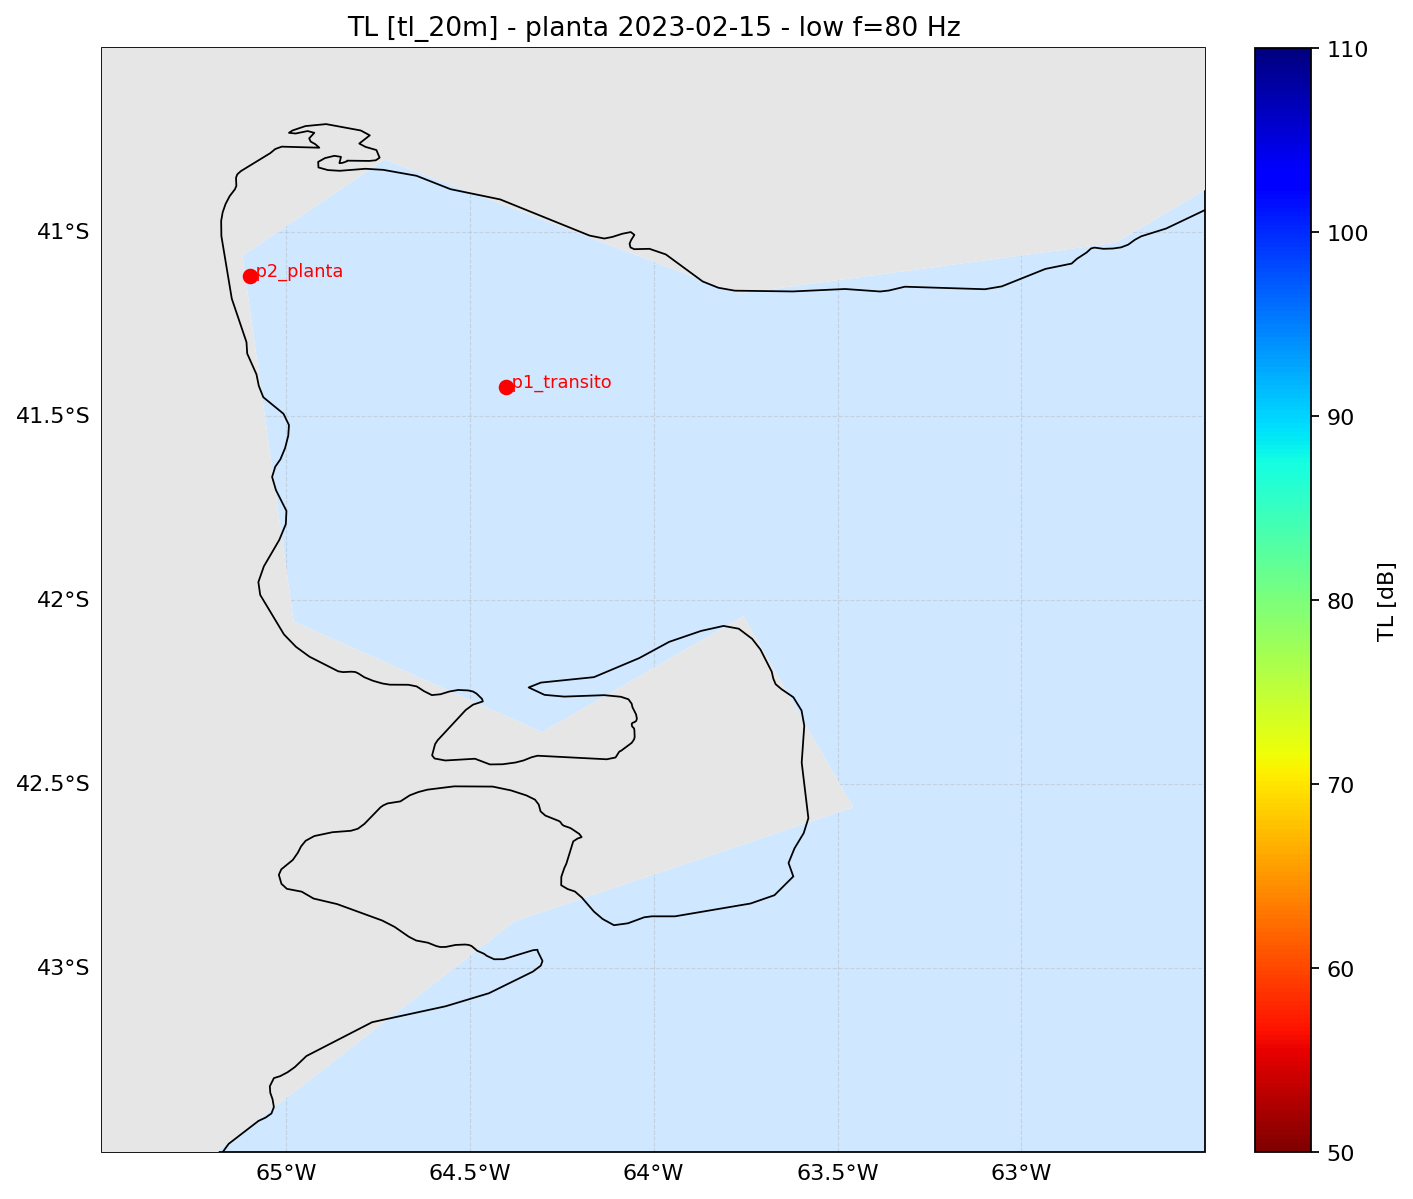 TL [tl_20m] - planta 2023-02-15 - low f=80 Hz
41°S
41.5°S
42°S
42.5°S
43°S
p2_planta
p1_transito
65°W
64.5°W
64°W
63.5°W
63°W
110
100
90
80
70
60
50
TL [dB]